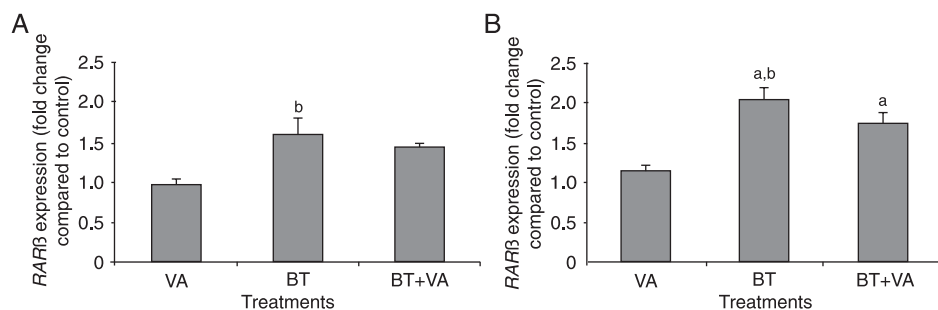 A
RARß expression (fold change
compared to control)
2.5
2.0
1.5
1.0
0.5
0
b
VA
BT
BT+VA
Treatments
B
RARß expression (fold change
compared to control)
2.5
2.0
1.5
1.0
0.5
0
a,b
a
VA
BT
BT+VA
Treatments